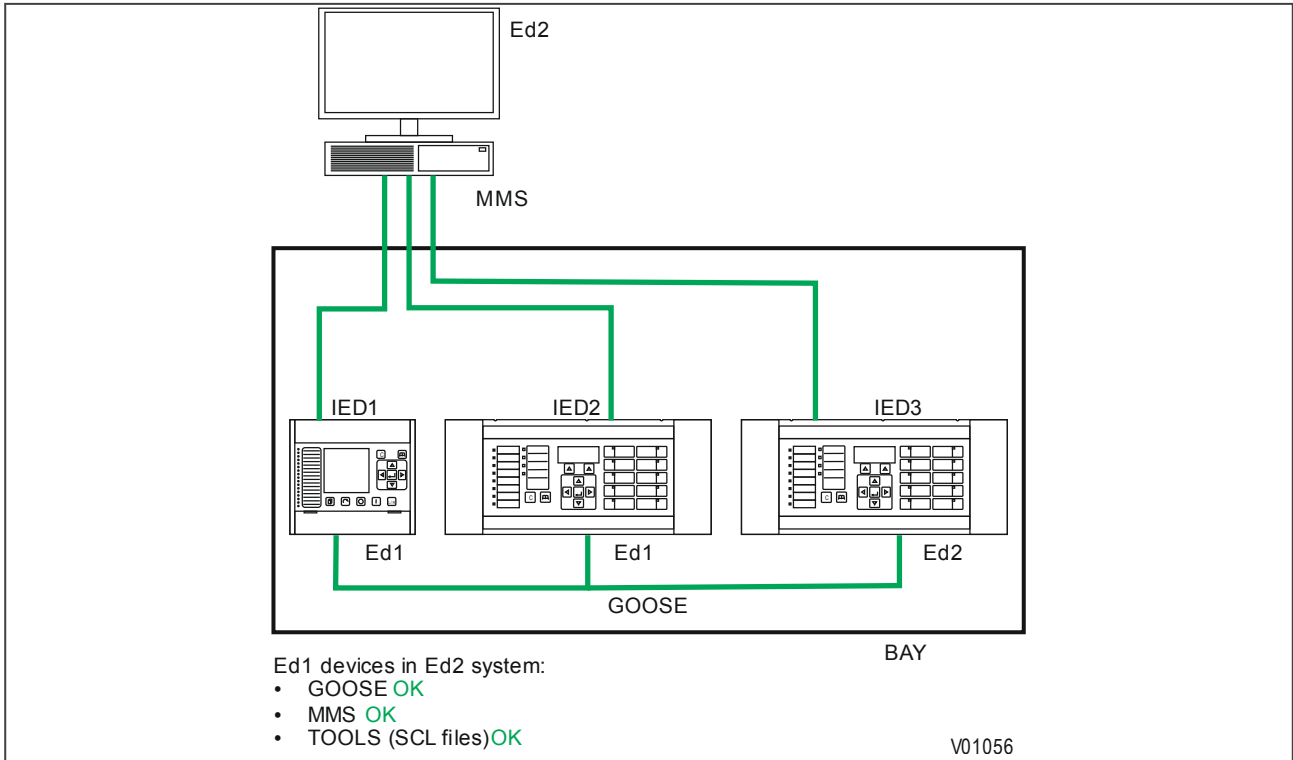 Ed2
MMS
IED1 IED2 IED3
Ed1 Ed1 Ed2
GOOSE
BAY
Ed1 devices in Ed2 system:
• GOOSE OK
• MMS OK
• TOOLS (SCL files)OK
V01056